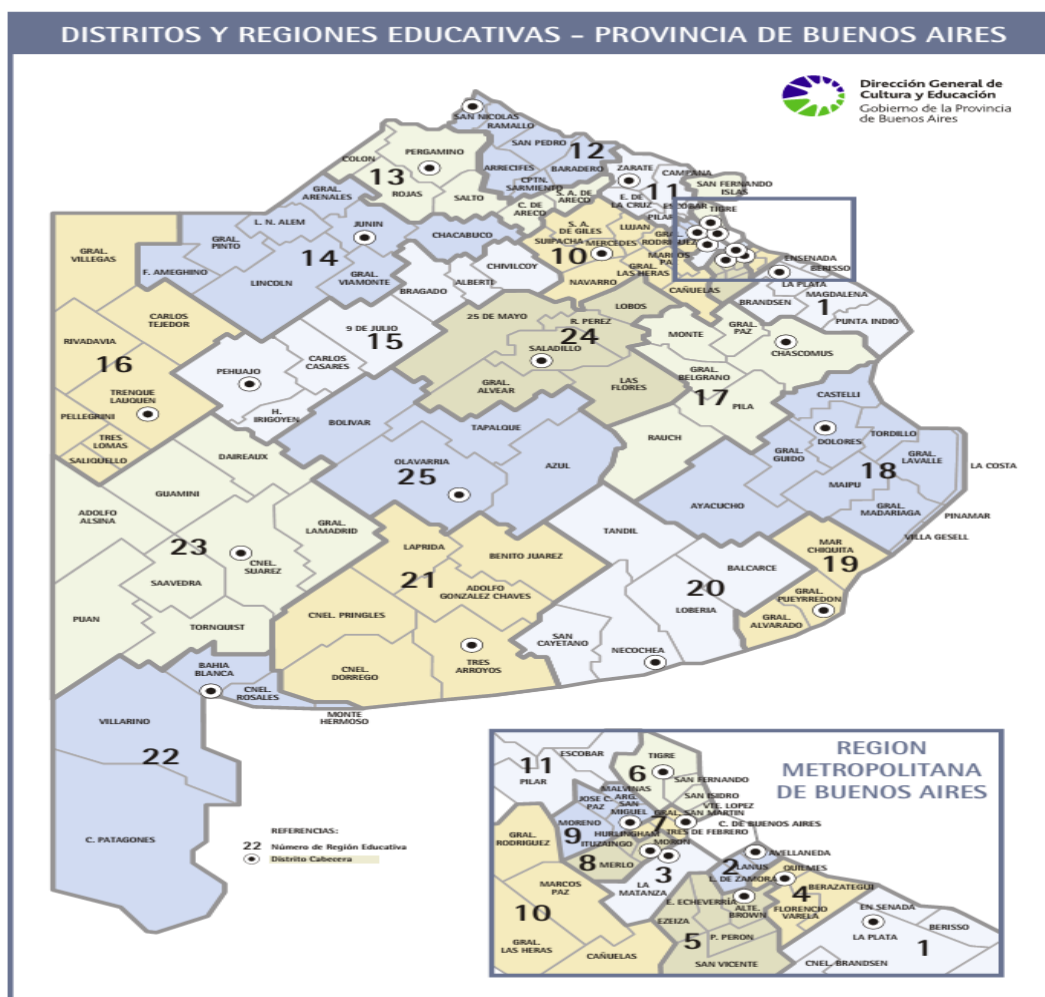 DISTRITOS Y REGIONES EDUCATIVAS – PROVINCIA DE BUENOS AIRES
Dirección General de
Cultura y Educación
Gobierno de la Provincia
de Buenos Aires
SAN NICOLAS
RAMALLO
SAN PEDRO
12
ARRECIFES
BARADERO
CPTN.
SARMIENTO
COLON
PERGAMINO
13
ROJAS
SALTO
S. A. DE
ARECO
C. DE
ARECO
ZARATE
CAMPANA
11
E. DE
LA CRUZ
ESCOBAR
PILAR
SAN FERNANDO
ISLAS
TIGRE
GRAL.
ARENALES
L. N. ALEM
JUNIN
GRAL.
PINTO
14
CHACABUCO
F. AMEGHINO
LINCOLN
GRAL.
VIAMONTE
GRAL.
VILLEGAS
S. A.
DE GILES
LUJAN
SUIPACHA
MERCEDES
GRAL.
RODRIGUEZ
10
MARCOS
PAZ
GRAL.
LAS HERAS
NAVARRO
CAÑUELAS
ENSENADA
BERISSO
LA PLATA
BRANDSEN
MAGDALENA
1
PUNTA INDIO
CHIVILCOY
ALBERTI
BRAGADO
9 DE JULIO
15
CARLOS
CASARES
PEHUAJO
H.
IRIGOYEN
CARLOS
TEJEDOR
RIVADAVIA
16
TRENQUE
LAUQUEN
PELLEGRINI
TRES
LOMAS
SALIQUELLO
LOBOS
25 DE MAYO
R. PEREZ
24
SALADILLO
GRAL.
ALVEAR
LAS
FLORES
MONTE
GRAL.
PAZ
CHASCOMUS
GRAL.
BELGRANO
17
PILA
RAUCH
CASTELLI
DOLORES
TORDILLO
GRAL.
GUIDO
GRAL.
LAVALLE
18
LA COSTA
MAIPU
GRAL.
MADARIAGA
AYACUCHO
PINAMAR
VILLA GESELL
BOLIVAR
TAPALQUE
OLAVARRIA
25
AZUL
DAIREAUX
GUAMINI
ADOLFO
ALSINA
GRAL.
LAMADRID
23
CNEL.
SUAREZ
SAAVEDRA
PUAN
TORNQUIST
LAPRIDA
BENITO JUAREZ
21
ADOLFO
GONZALEZ CHAVES
CNEL. PRINGLES
TRES
ARROYOS
CNEL.
DORREGO
TANDIL
BALCARCE
20
LOBERIA
SAN
CAYETANO
NECOCHEA
MAR
CHIQUITA
19
GRAL.
PUEYRREDON
GRAL.
ALVARADO
BAHIA
BLANCA
CNEL.
ROSALES
MONTE
HERMOSO
VILLARINO
22
C. PATAGONES
REFERENCIAS:
22 Número de Región Educativa
Distrito Cabecera
REGION
METROPOLITANA
DE BUENOS AIRES
ESCOBAR
11
PILAR
TIGRE
6
SAN FERNANDO
MALVINAS
ARG.
SAN ISIDRO
JOSE C.
PAZ
SAN
MIGUEL
VTE. LOPEZ
GRAL. SAN MARTIN
7
MORENO
9
HURLINGHAM
TRES DE FEBRERO
C. DE BUENOS AIRES
ITUZAINGO
MORON
8
MERLO
3
LA
MATANZA
AVELLANEDA
2
LANUS
L. DE ZAMORA
QUILMES
4
BERAZATEGUI
FLORENCIO
VARELA
E. ECHEVERRÍA
ALTE.
BROWN
EZEIZA
5
P. PERON
SAN VICENTE
GRAL.
RODRIGUEZ
MARCOS
PAZ
10
GRAL.
LAS HERAS
CAÑUELAS
EN SENADA
BERISSO
LA PLATA
1
CNEL. BRANDSEN